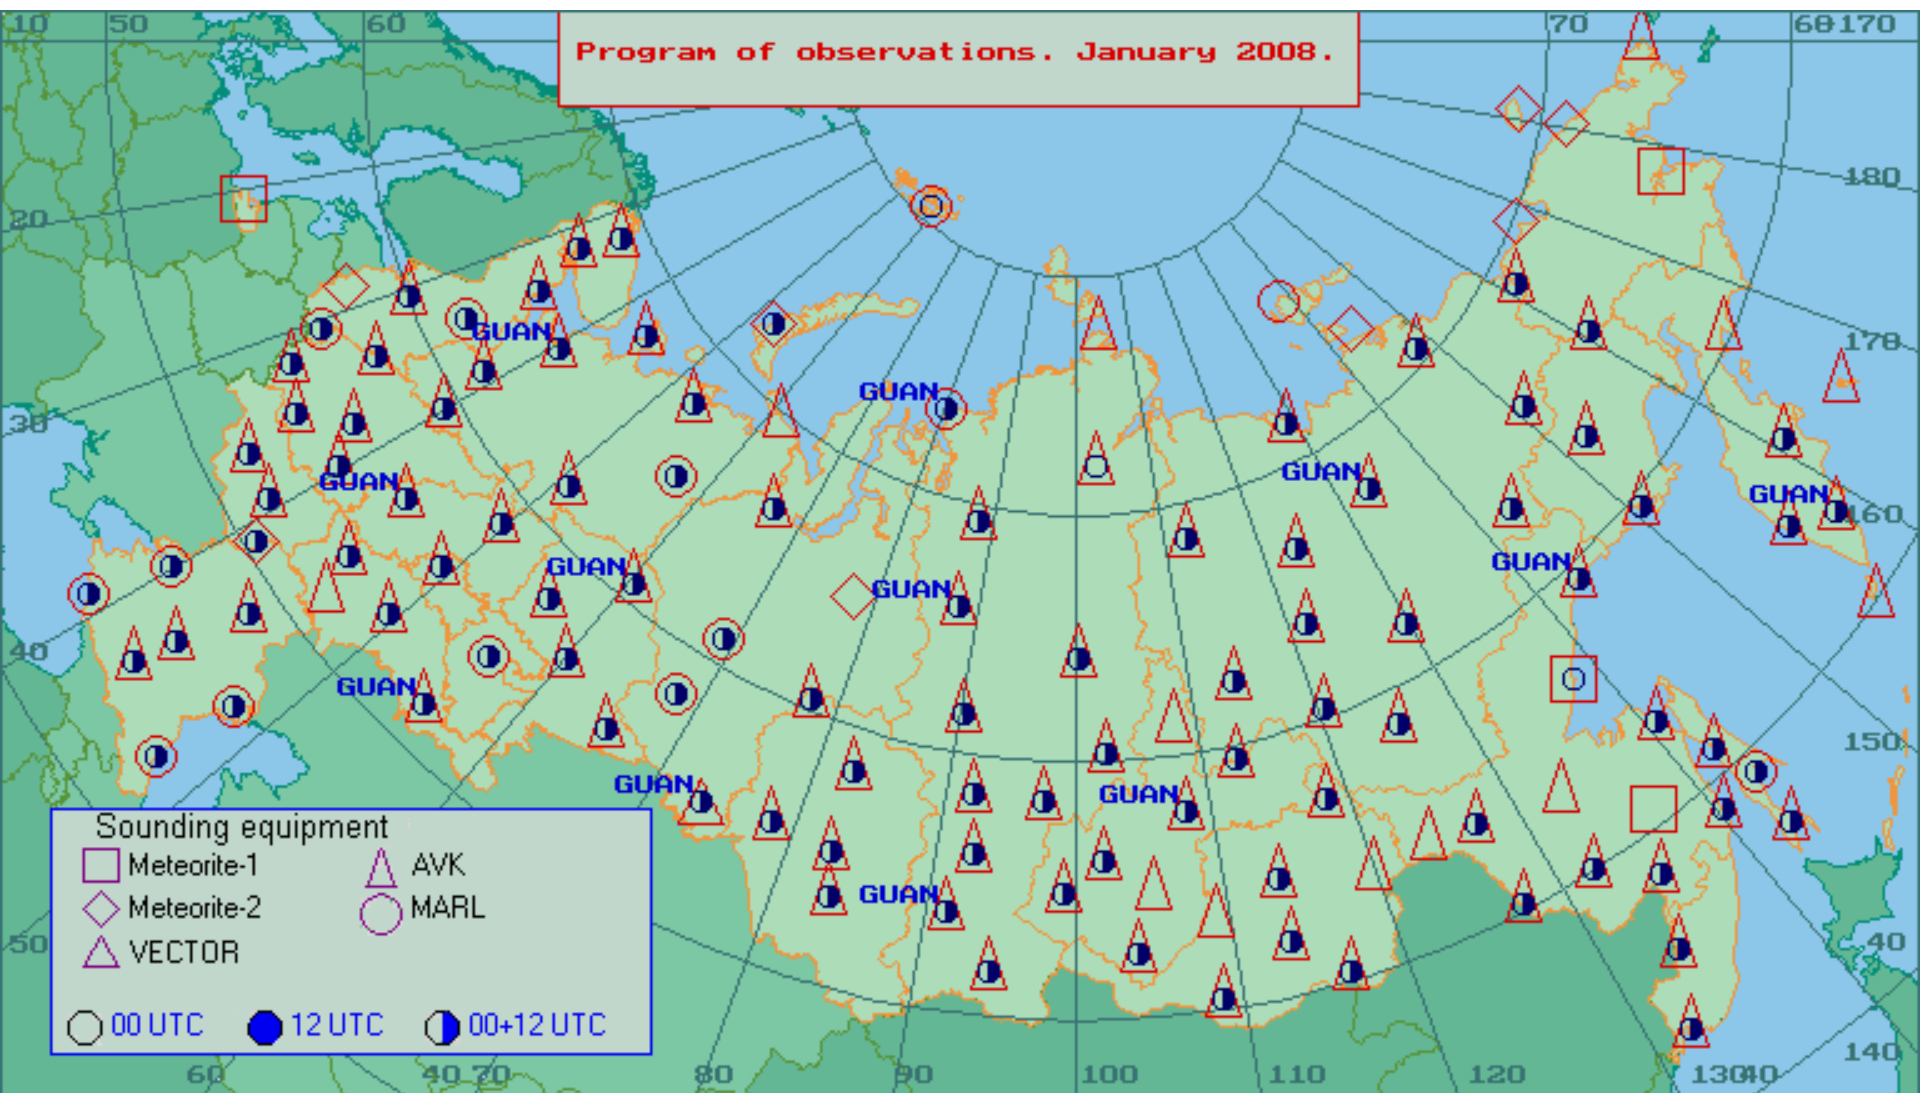 10 50 60 70 60 170
Program of observations. January 2008.
180
20
GUAN
170
GUAN
30
GUAN
GUAN
GUAN
160
GUAN
GUAN
GUAN
40
GUAN
150
GUAN
GUAN
Sounding equipment
Meteorite-1 AVK
GUAN
Meteorite-2 MARL
VECTOR
50
40
00 UTC 12 UTC 00+12 UTC
140
60 40 70 80 90 100 110 120 130 40